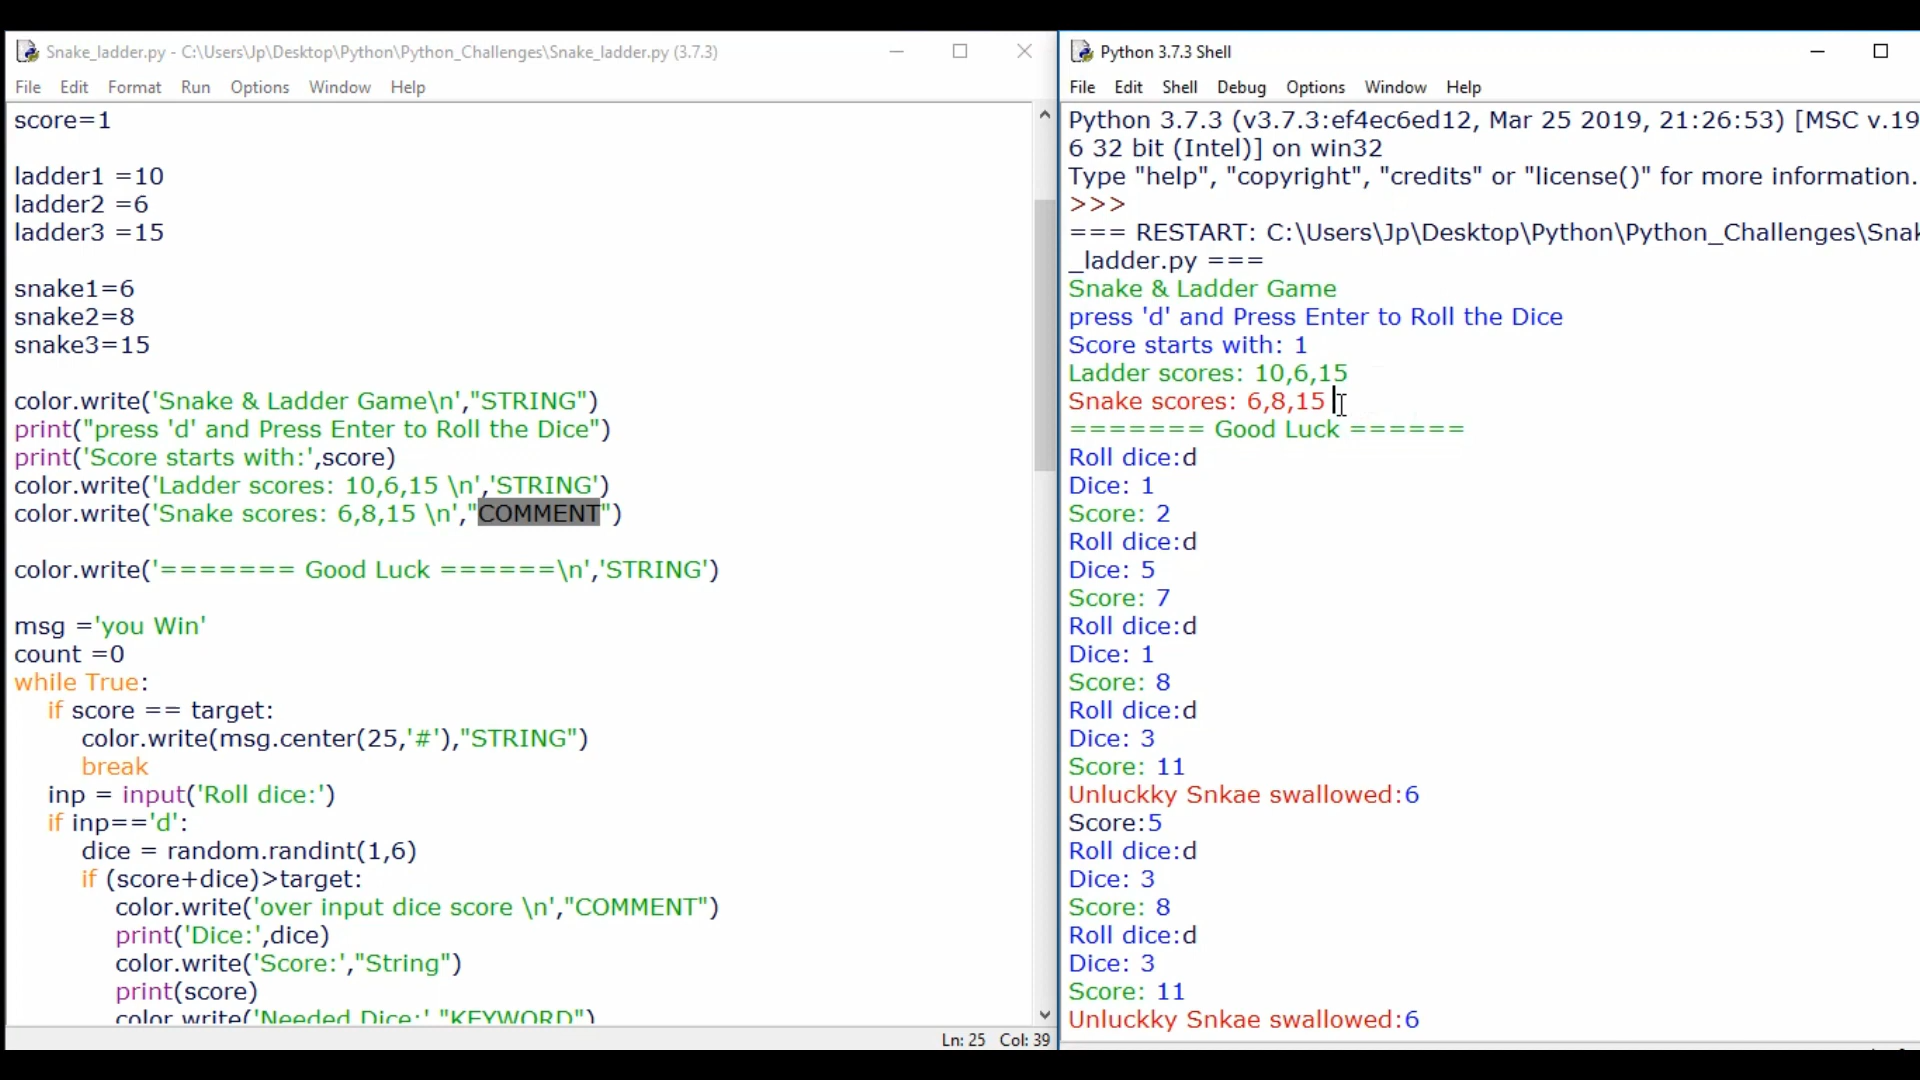 Snake_ladder.py - C:\Users\Jp\Desktop\Python\Python_Challenges\Snake_ladder.py (3.7.3)
File Edit Format Run Options Window Help
score=1
ladder1 =10
ladder2 =6
ladder3 =15
snake1=6
snake2=8
snake3=15
color.write('Snake & Ladder Game\n',"STRING")
print("press 'd' and Press Enter to Roll the Dice")
print('Score starts with:',score)
color.write('Ladder scores: 10,6,15 \n','STRING')
color.write('Snake scores: 6,8,15 \n',"COMMENT")
color.write('======= Good Luck ======\n','STRING')
msg ='you Win'
count =0
while True:
if score == target:
color.write(msg.center(25,'#'),"STRING")
break
inp = input('Roll dice:')
if inp=='d':
dice = random.randint(1,6)
if (score+dice)>target:
color.write('over input dice score \n',"COMMENT")
print('Dice:',dice)
color.write('Score:',"String")
print(score)
color.write('Needed Dice:',"KEYWORD")
Ln: 25 Col: 39
Python 3.7.3 Shell
File Edit Shell Debug Options Window Help
Python 3.7.3 (v3.7.3:ef4ec6ed12, Mar 25 2019, 21:26:53) [MSC v.19
6 32 bit (Intel)] on win32
Type "help", "copyright", "credits" or "license()" for more information.
>>>
=== RESTART: C:\Users\Jp\Desktop\Python\Python_Challenges\Snak
_ladder.py ===
Snake & Ladder Game
press 'd' and Press Enter to Roll the Dice
Score starts with: 1
Ladder scores: 10,6,15
Snake scores: 6,8,15
======= Good Luck ======
Roll dice:d
Dice: 1
Score: 2
Roll dice:d
Dice: 5
Score: 7
Roll dice:d
Dice: 1
Score: 8
Roll dice:d
Dice: 3
Score: 11
Unluckky Snkae swallowed:6
Score:5
Roll dice:d
Dice: 3
Score: 8
Roll dice:d
Dice: 3
Score: 11
Unluckky Snkae swallowed:6